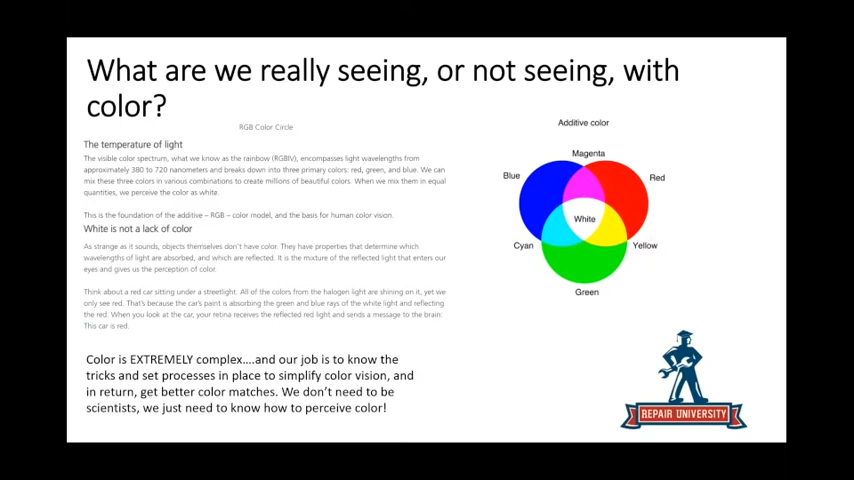 What are we really seeing, or not seeing, with
color?
RGB Color Circle
The temperature of light
The visible color spectrum, what we know as the rainbow (RGBIV), encompasses light wavelengths from
approximately 380 to 720 nanometers and breaks down into three primary colors: red, green, and blue. We can
mix these three colors in various combinations to create millions of beautiful colors. When we mix them in equal
quantities, we perceive the color as white.
This is the foundation of the additive – RGB – color model, and the basis for human color vision.
White is not a lack of color
As strange as it sounds, objects themselves don't have color. They have properties that determine which
wavelengths of light are absorbed, and which are reflected. It is the mixture of the reflected light that enters our
eyes and gives us the perception of color.
Think about a red car sitting under a streetlight. All of the colors from the halogen light are shining on it, yet we
only see red. That's because the car's paint is absorbing the green and blue rays of the white light and reflecting
the red. When you look at the car, your retina receives the reflected red light and sends a message to the brain:
This car is red.
Color is EXTREMELY complex....and our job is to know the
tricks and set processes in place to simplify color vision, and
in return, get better color matches. We don't need to be
scientists, we just need to know how to perceive color!
Additive color
Magenta
Blue
Red
White
Cyan
Yellow
Green
REPAIR UNIVERSITY